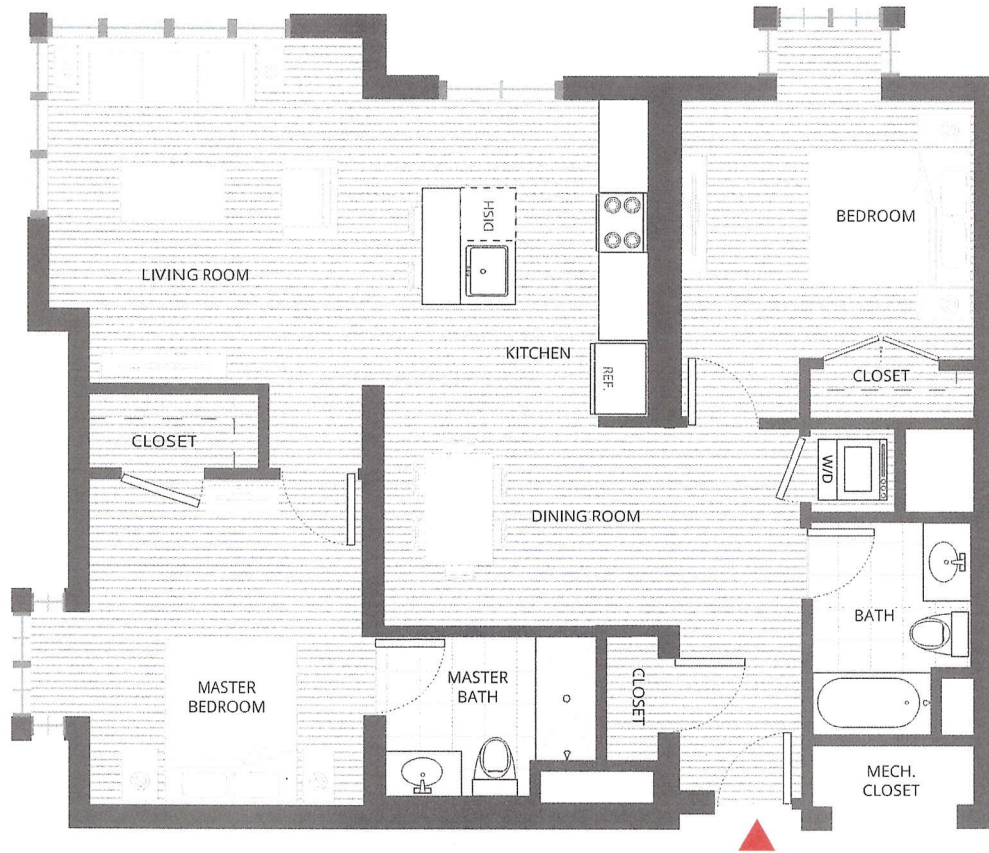 DISH
BEDROOM
LIVING ROOM
KITCHEN
REF.
CLOSET
CLOSET
W/D
DINING ROOM
BATH
MASTER
BEDROOM
MASTER
BATH
CLOSET
MECH.
CLOSET